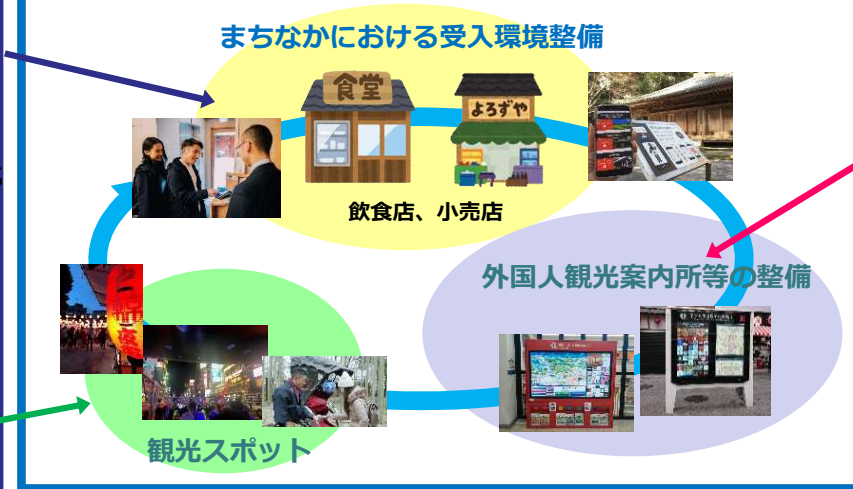 まちなかにおける受入環境整備
食堂
よろずや
飲食店、小売店
外国人観光案内所等の整備
観光スポット